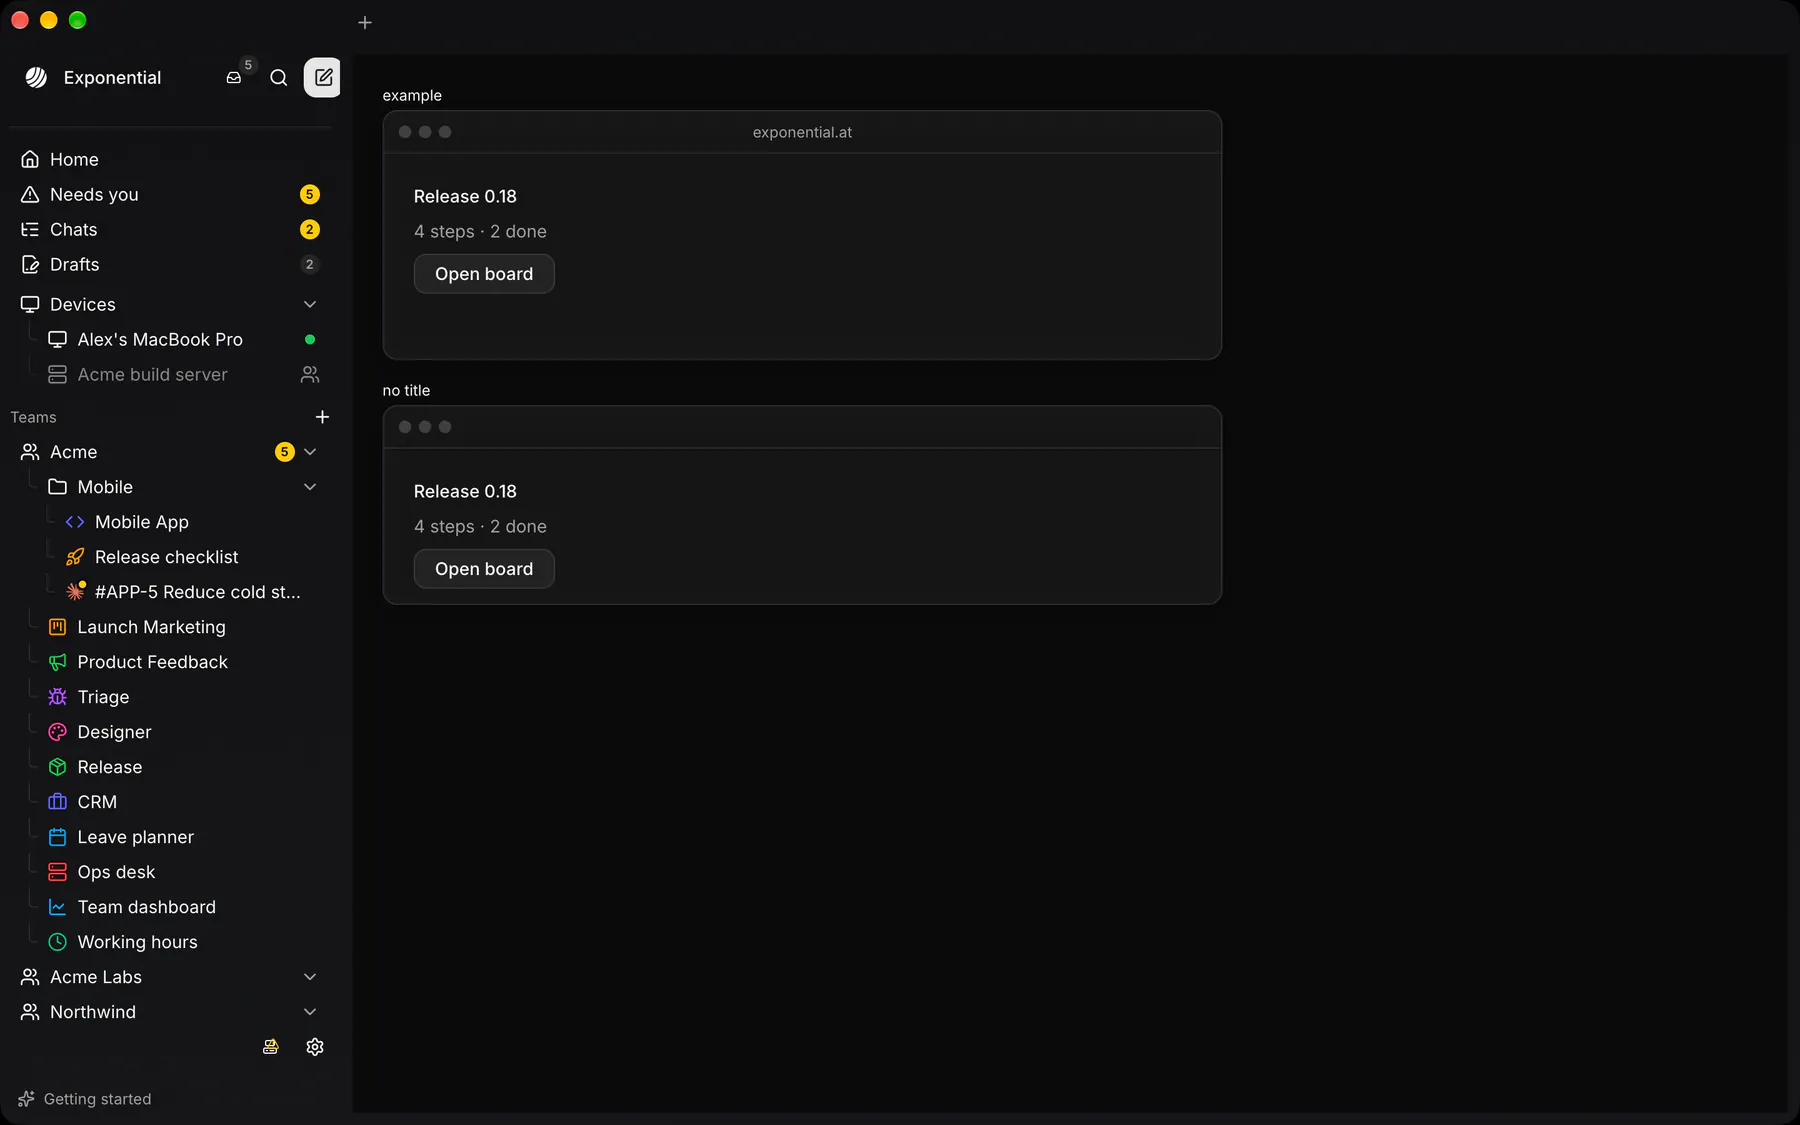 Exponential
5
Home
Needs you
5
Chats
2
Drafts
2
Devices
Alex's MacBook Pro
Acme build server
Teams
Acme
5
Mobile
Mobile App
Release checklist
#APP-5 Reduce cold st...
Launch Marketing
Product Feedback
Triage
Designer
Release
CRM
Leave planner
Ops desk
Team dashboard
Working hours
Acme Labs
Northwind
Getting started
example
exponential.at
Release 0.18
4 steps · 2 done
Open board
no title
Release 0.18
4 steps · 2 done
Open board